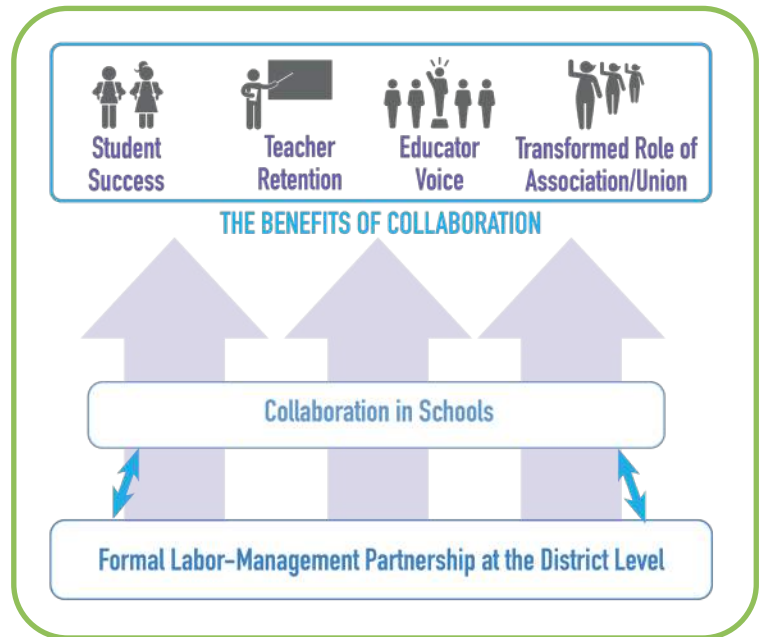 Student
Success
Teacher
Retention
Educator
Voice
Transformed Role of
Association/Union
THE BENEFITS OF COLLABORATION
Collaboration in Schools
Formal Labor-Management Partnership at the District Level